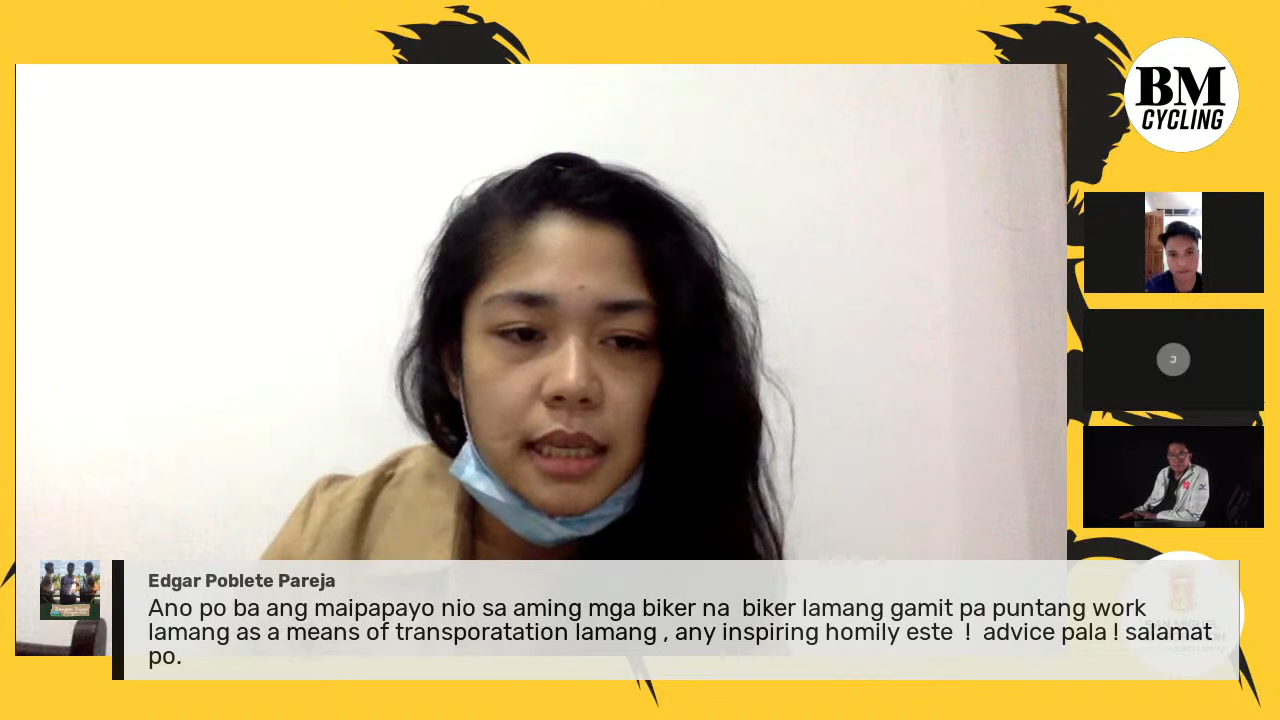 BM
CYCLING
J
Edgar Poblete Pareja
Ano po ba ang maipapayo nio sa aming mga biker na biker lamang gamit pa puntang work
lamang as a means of transporatation lamang , any inspiring homily este ! advice pala ! salamat
po.